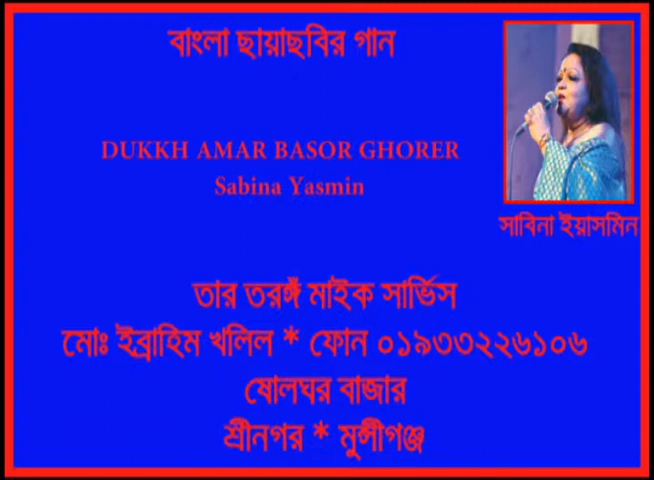 বাংলা ছায়াছবির গান
DUKKH AMAR BASOR GHORER
Sabina Yasmin
সাবিনা ইয়াসমিন
তার তরঙ্গঁ মাইক সার্ভিস
মোঃ ইব্রাহিম খলিল * ফোন ০১৯৩৩২২৬১০৬
ষোলঘর বাজার
শ্রীনগর * মুন্সীগঞ্জ